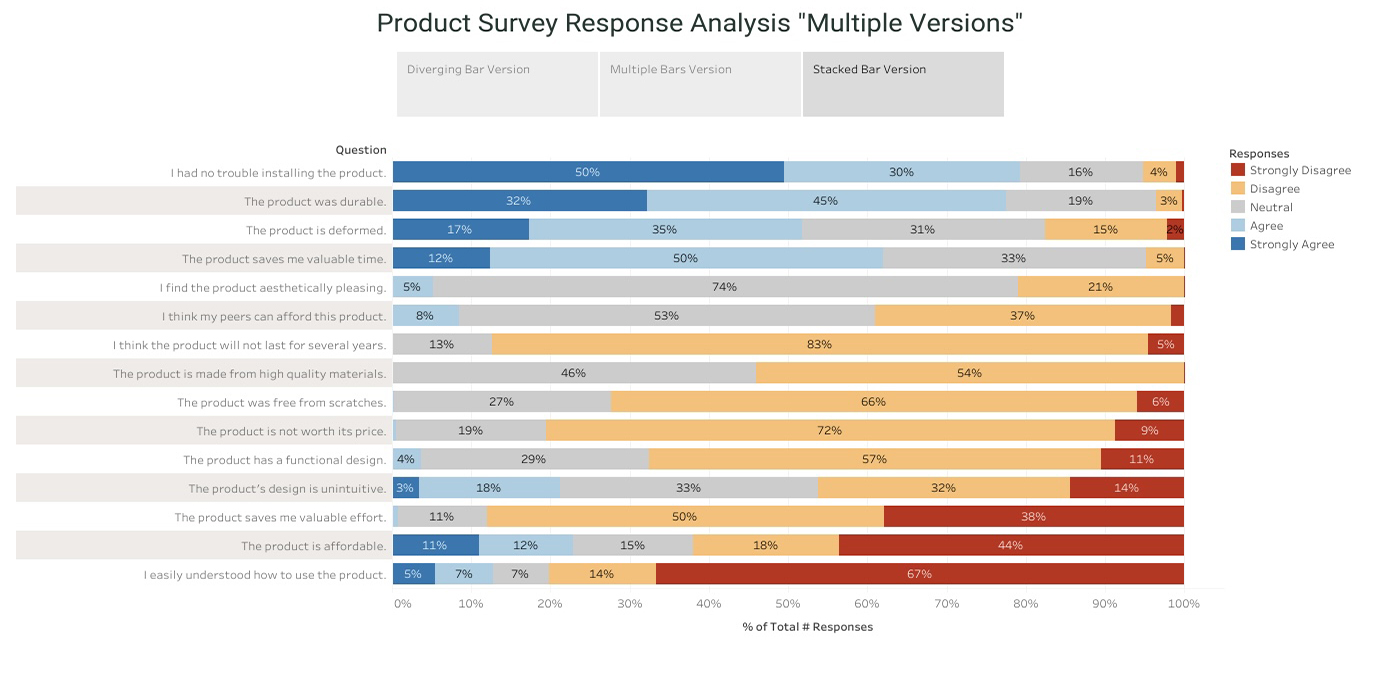 Product Survey Response Analysis "Multiple Versions"
Diverging Bar Version
Multiple Bars Version
Stacked Bar Version
Question
Responses
Strongly Disagree
Disagree
Neutral
Agree
Strongly Agree
I had no trouble installing the product. 50% 30% 16% 4%
The product was durable. 32% 45% 19% 3%
The product is deformed. 17% 35% 31% 15% 2%
The product saves me valuable time. 12% 50% 33% 5%
I find the product aesthetically pleasing. 5% 74% 21%
I think my peers can afford this product. 8% 53% 37%
I think the product will not last for several years. 13% 83% 5%
The product is made from high quality materials. 46% 54%
The product was free from scratches. 27% 66% 6%
The product is not worth its price. 19% 72% 9%
The product has a functional design. 4% 29% 57% 11%
The product's design is unintuitive. 3% 18% 33% 32% 14%
The product saves me valuable effort. 11% 50% 38%
The product is affordable. 11% 12% 15% 18% 44%
I easily understood how to use the product. 5% 7% 7% 14% 67%
0% 10% 20% 30% 40% 50% 60% 70% 80% 90% 100%
% of Total # Responses